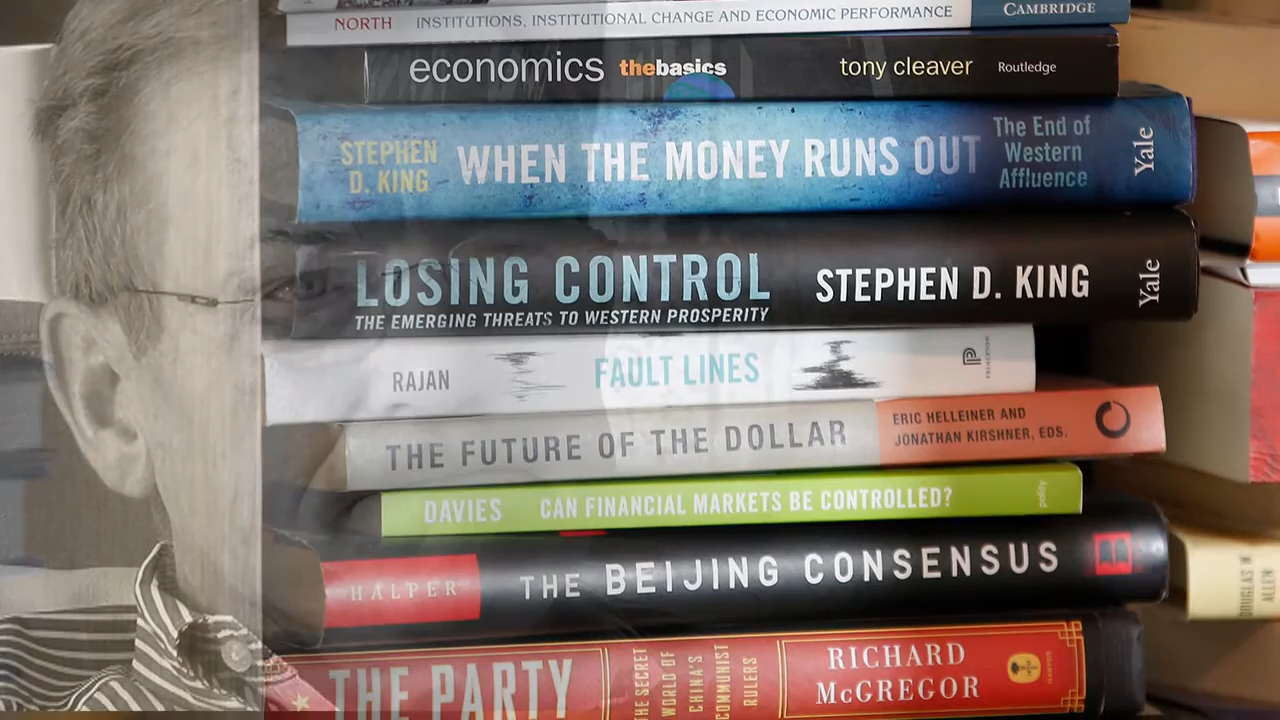 NORTH INSTITUTIONS, INSTITUTIONAL CHANGE AND ECONOMIC PERFORMANCE CAMBRIDGE
economics thebasics tony cleaver Routledge
STEPHEN
D. KING
WHEN THE MONEY RUNS OUT
The End of
Western
Affluence
Yale
LOSING CONTROL
THE EMERGING THREATS TO WESTERN PROSPERITY
STEPHEN D. KING
Yale
RAJAN FAULT LINES
PRINCETON
THE FUTURE OF THE DOLLAR
ERIC HELLEINER AND
JONATHAN KIRSHNER, EDS.
DAVIES CAN FINANCIAL MARKETS BE CONTROLLED?
polity
HALPER THE BEIJING CONSENSUS
B
THE PARTY
THE SECRET
WORLD OF
CHINA'S
COMMUNIST
RULERS
RICHARD
McGREGOR
DOUGLAS W
ALLEN